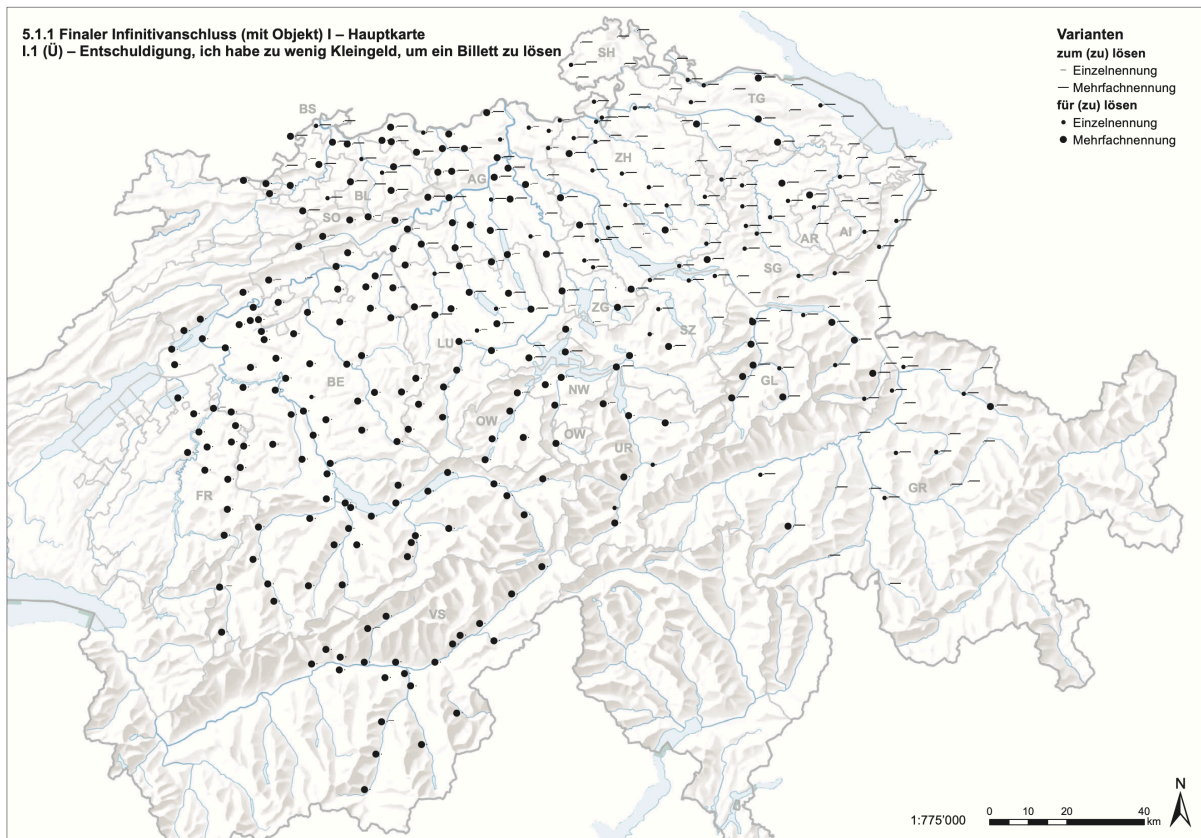 5.1.1 Finaler Infinitivanschluss (mit Objekt) I – Hauptkarte
I.1 (Ü) – Entschuldigung, ich habe zu wenig Kleingeld, um ein Billett zu lösen
Varianten
zum (zu) lösen
Einzelnennung
Mehrfachnennung
für (zu) lösen
Einzelnennung
Mehrfachnennung
SH
BS
TG
ZH
AG
BL
SO
AR
AI
SG
ZG
SZ
LU
BE
NW
GL
OW
OW
UR
FR
GR
VS
N
1:775'000
0 10 20 40
km